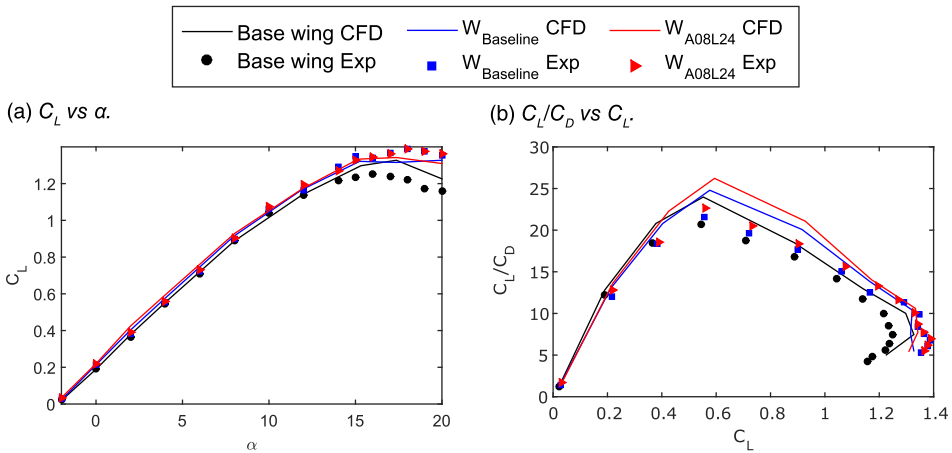 Base wing CFD W_Baseline CFD W_A08L24 CFD
Base wing Exp W_Baseline Exp W_A08L24 Exp
(a) C_L vs α.
(b) C_L/C_D vs C_L.
1.2
1
0.8
0.6
0.4
0.2
0
C_L
0 5 10 15 20
α
30
25
20
15
10
5
0
C_L/C_D
0 0.2 0.4 0.6 0.8 1 1.2 1.4
C_L